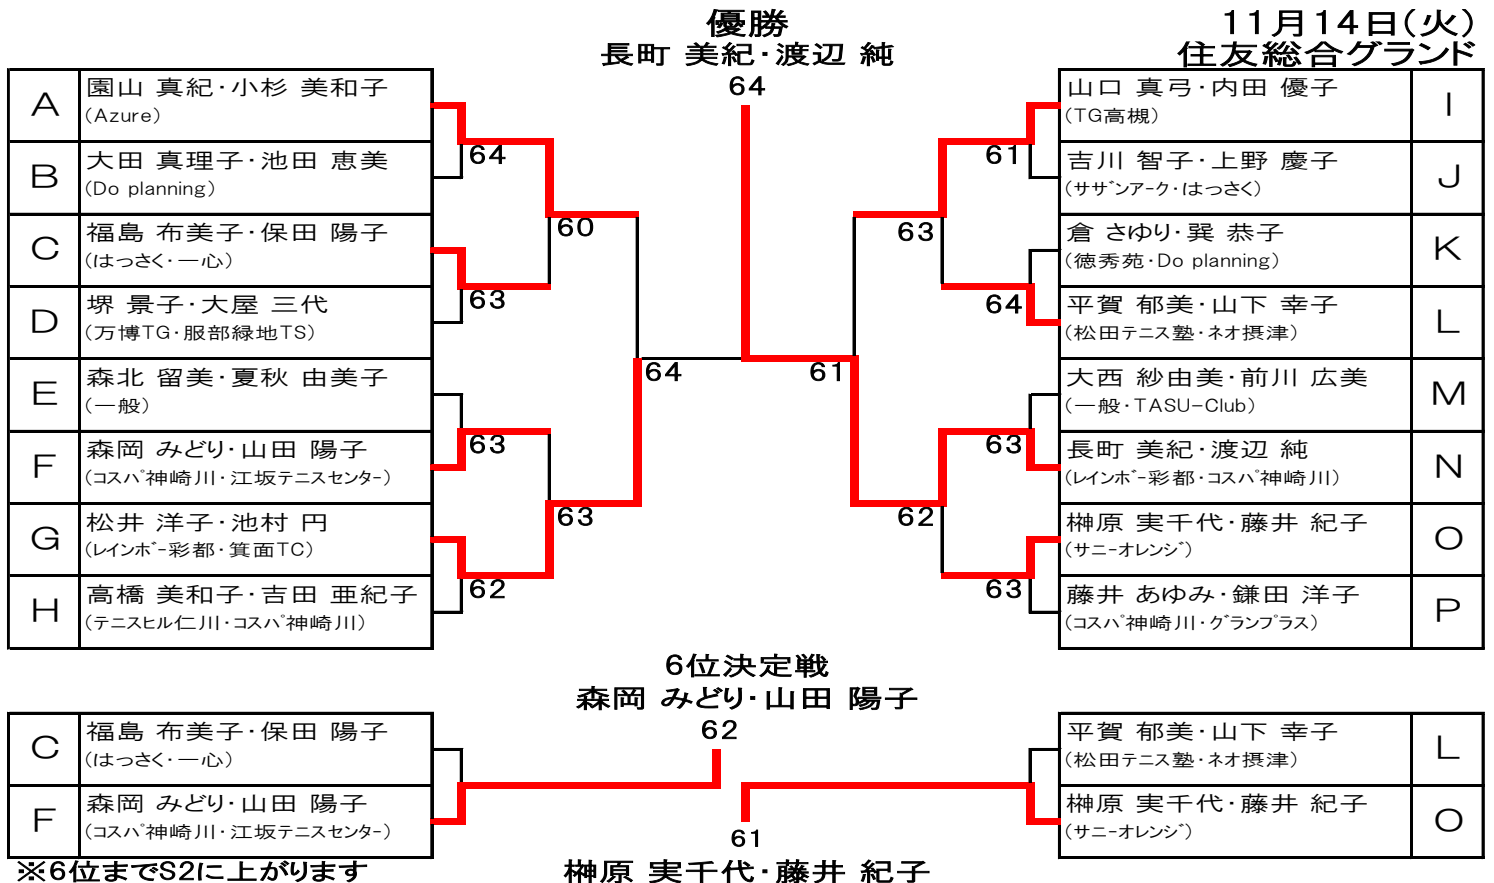 優勝
長町 美紀・渡辺 純
64
11月14日(火)
住友総合グランド
A
園山 真紀・小杉 美和子
(Azure)
B
大田 真理子・池田 恵美
(Do planning)
C
福島 布美子・保田 陽子
(はっさく・一心)
D
堺 景子・大屋 三代
(万博TG・服部緑地TS)
E
森北 留美・夏秋 由美子
(一般)
F
森岡 みどり・山田 陽子
(コスパ神崎川・江坂テニスセンター)
G
松井 洋子・池村 円
(レインボー彩都・箕面TC)
H
高橋 美和子・吉田 亜紀子
(テニスヒル仁川・コスパ神崎川)
64
63
63
62
60
63
64
61
63
62
61
64
63
63
山口 真弓・内田 優子
(TG高槻)
I
吉川 智子・上野 慶子
(サザンアーク・はっさく)
J
倉 さゆり・巽 恭子
(徳秀苑・Do planning)
K
平賀 郁美・山下 幸子
(松田テニス塾・ネオ摂津)
L
大西 紗由美・前川 広美
(一般・TASU-Club)
M
長町 美紀・渡辺 純
(レインボー彩都・コスパ神崎川)
N
榊原 実千代・藤井 紀子
(サニーオレンジ)
O
藤井 あゆみ・鎌田 洋子
(コスパ神崎川・グランプラス)
P
6位決定戦
森岡 みどり・山田 陽子
62
C
福島 布美子・保田 陽子
(はっさく・一心)
F
森岡 みどり・山田 陽子
(コスパ神崎川・江坂テニスセンター)
平賀 郁美・山下 幸子
(松田テニス塾・ネオ摂津)
L
榊原 実千代・藤井 紀子
(サニーオレンジ)
O
61
榊原 実千代・藤井 紀子
※6位までS2に上がります